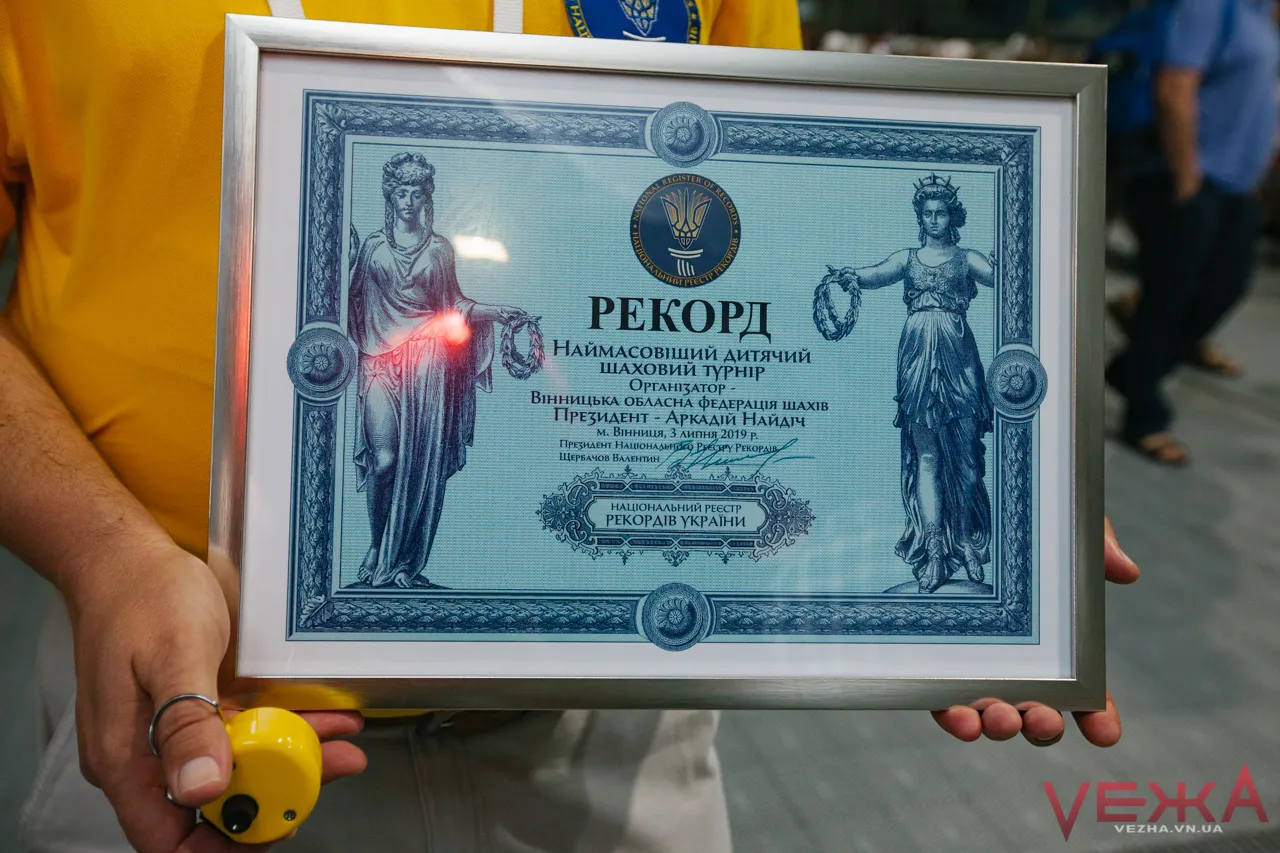 NATIONAL REGISTER OF RECORDS
НАЦІОНАЛЬНИЙ РЕЄСТР РЕКОРДІВ
РЕКОРД
Наймасовіший дитячий
шаховий турнір
Організатор -
Вінницька обласна федерація шахів
Президент - Аркадій Найдіч
м. Вінниця, 3 липня 2019 р.
Президент Національного Реєстру Рекордів
Щербачов Валентин
НАЦІОНАЛЬНИЙ РЕЄСТР
РЕКОРДІВ УКРАЇНИ
VЕЖА
VEZHA.VN.UA